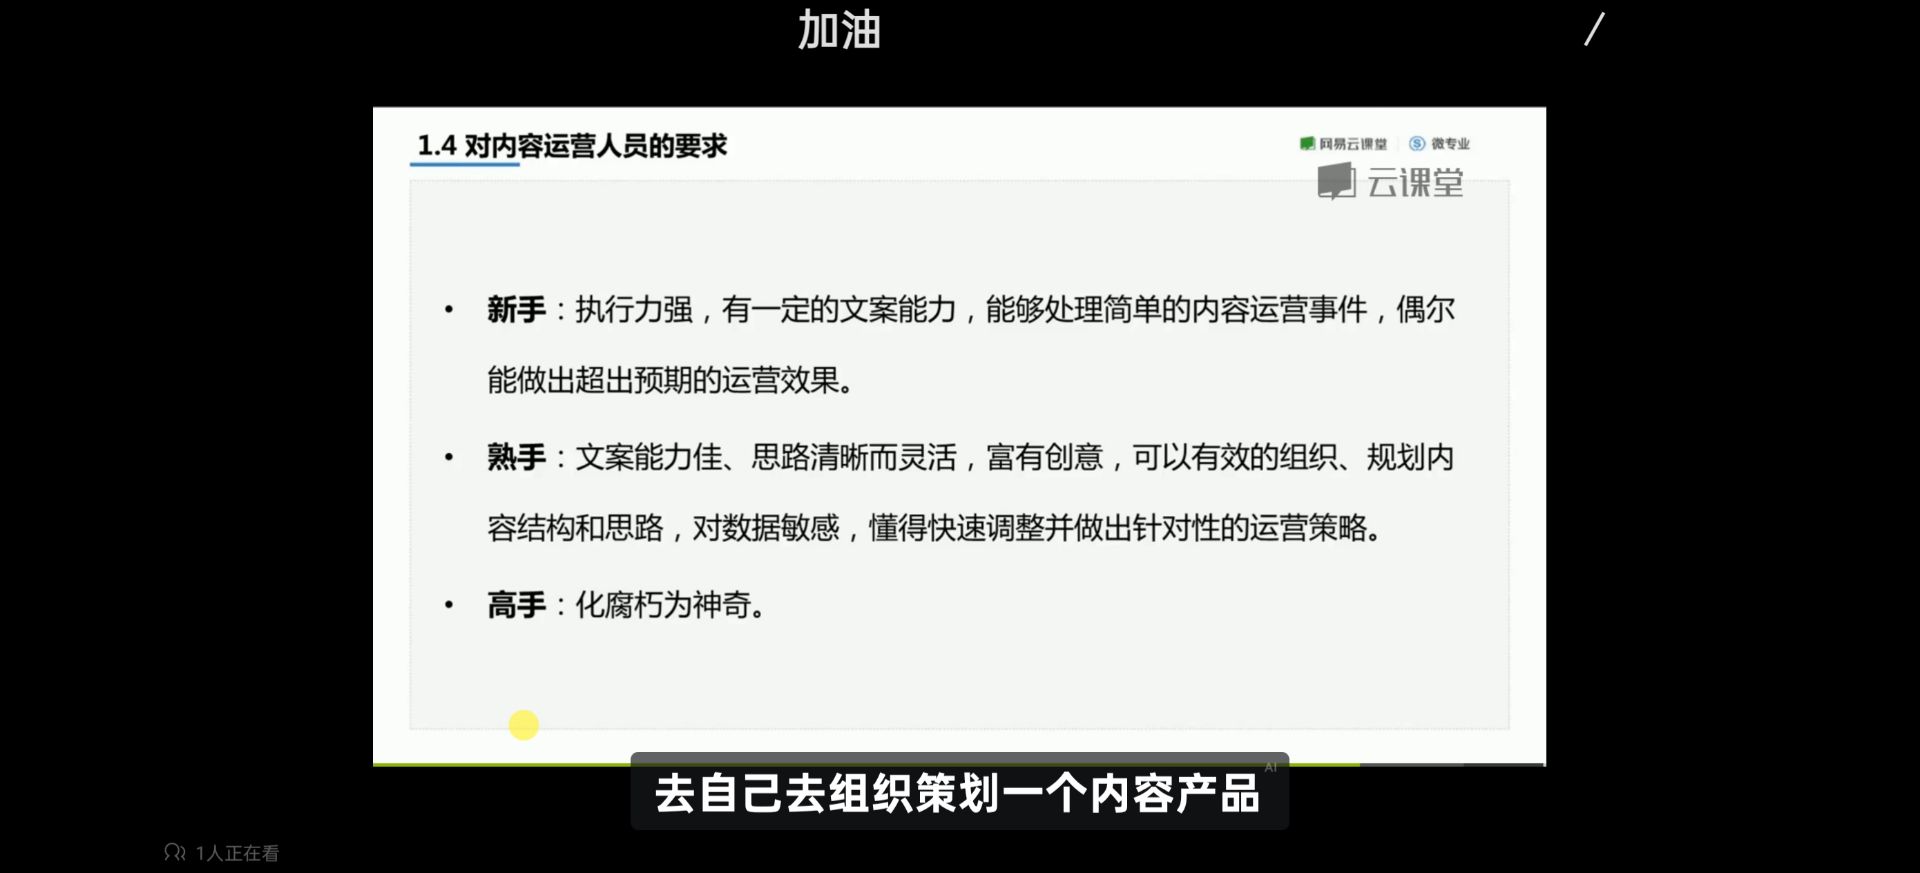 加油
1.4 对内容运营人员的要求
网易云课堂 微专业
云课堂
• 新手：执行力强，有一定的文案能力，能够处理简单的内容运营事件，偶尔
能做出超出预期的运营效果。
• 熟手：文案能力佳、思路清晰而灵活，富有创意，可以有效的组织、规划内
容结构和思路，对数据敏感，懂得快速调整并做出针对性的运营策略。
• 高手：化腐朽为神奇。
AI
去自己去组织策划一个内容产品
1人正在看